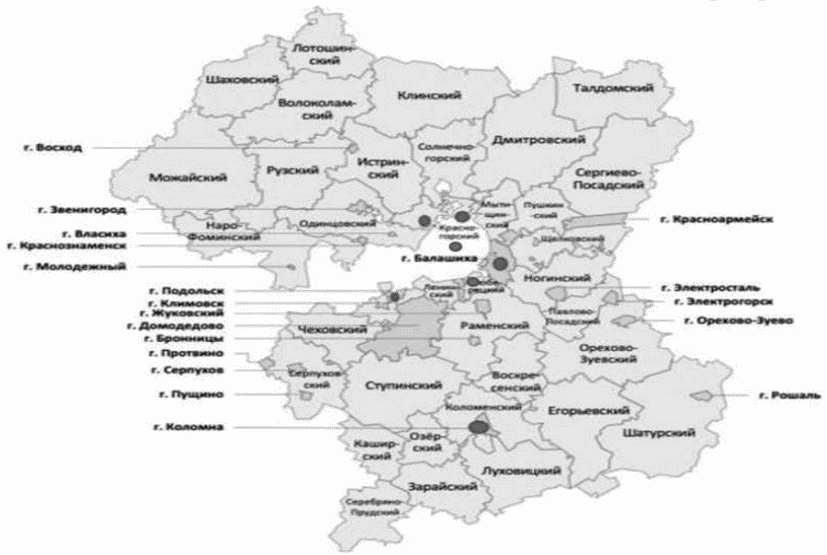 Лотошин-
ский
Шаховский
Волоколам-
ский
Клинский
Талдомский
Дмитровский
г. Восход
Солнечно-
горский
Истрин-
ский
Рузский
Можайский
Сергиево-
Посадский
г. Звенигород
Мыти-
щин-
ский
Пушкин
-ский
г. Красноармейск
Наро-
Фоминский
Одинцовский
г. Власиха
г. Краснознаменск
Красно-
горский
Щелковский
г. Балашиха
г. Молодежный
Ногинский
г. Подольск
г. Климовск
г. Жуковский
г. Домодедово
г. Бронницы
г. Протвино
г. Серпухов
г. Пущино
г. Коломна
Ленин-
ский
г. Электросталь
г. Электрогорск
г. Орехово-Зуево
Павлово-
Посадский
Чеховский
Раменский
Орехово-
Зуевский
Серпухов-
ский
Ступинский
Воскре-
сенский
Коломенский
Егорьевский
г. Рошаль
Шатурский
Кашир-
ский
Озёр-
ский
Луховицкий
Зарайский
Серебряно-
Прудский